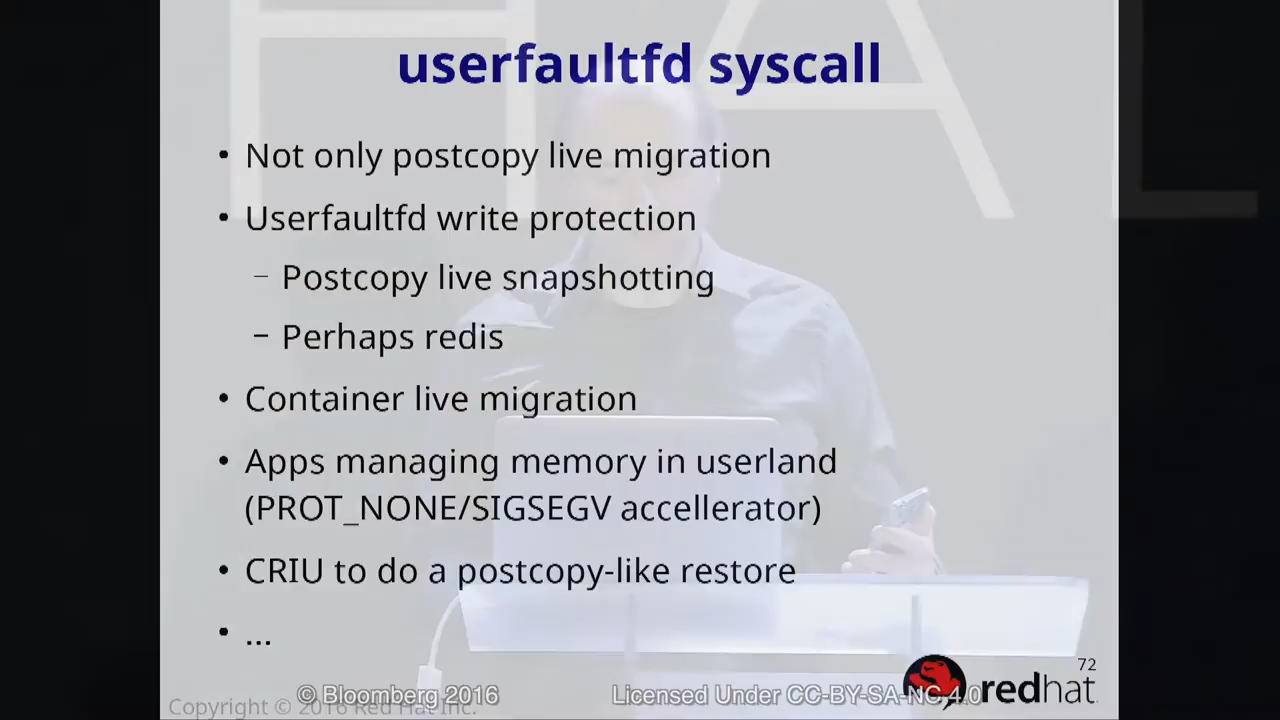 userfaultfd syscall
• Not only postcopy live migration
• Userfaultfd write protection
– Postcopy live snapshotting
– Perhaps redis
• Container live migration
• Apps managing memory in userland
(PROT_NONE/SIGSEGV accellerator)
• CRIU to do a postcopy-like restore
• ...
72
redhat.
© Bloomberg 2016 Licensed Under CC-BY-SA-NC 4.0
Copyright © 2016 Red Hat Inc.
HAL